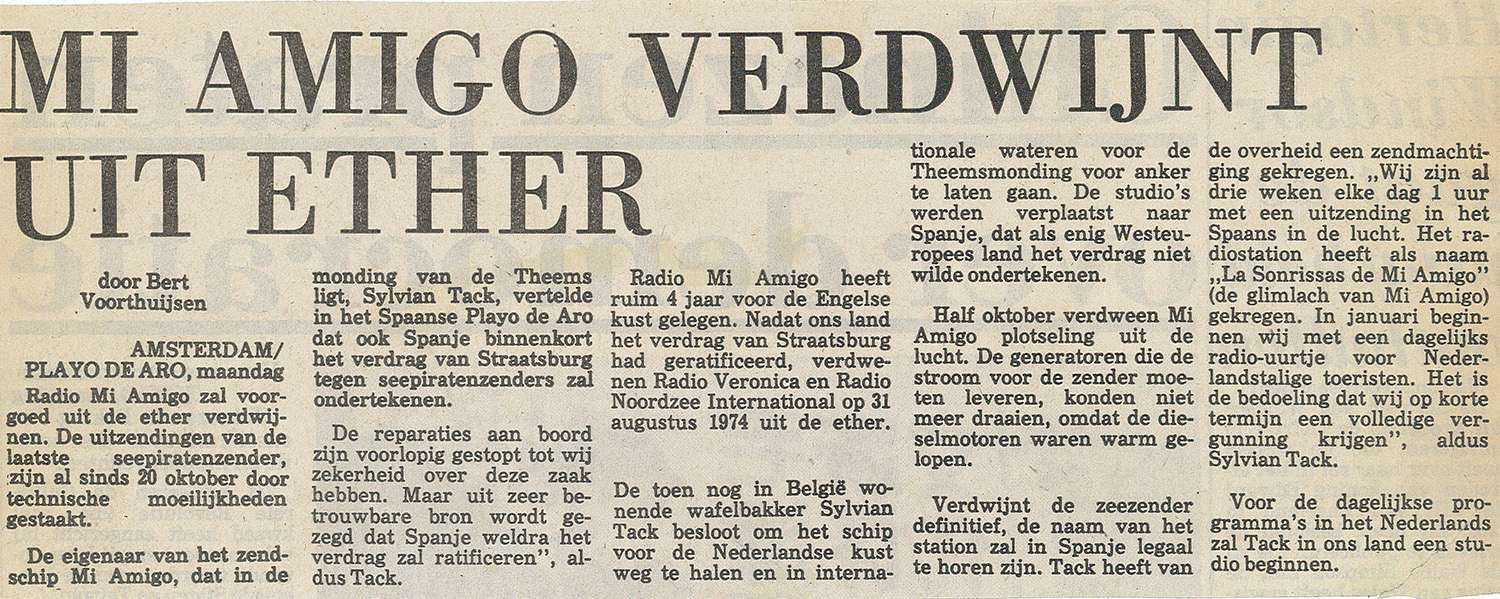 MI AMIGO VERDWIJNT
UIT ETHER
door Bert
Voorthuijsen
AMSTERDAM/
PLAYO DE ARO, maandag
Radio Mi Amigo zal voor-
goed uit de ether verdwij-
nen. De uitzendingen van de
laatste seepiratenzender,
zijn al sinds 20 oktober door
technische moeilijkheden
gestaakt.
De eigenaar van het zend-
schip Mi Amigo, dat in de
monding van de Theems
ligt, Sylvian Tack, vertelde
in het Spaanse Playo de Aro
dat ook Spanje binnenkort
het verdrag van Straatsburg
tegen seepiratenzenders zal
ondertekenen.
De reparaties aan boord
zijn voorlopig gestopt tot wij
zekerheid over deze zaak
hebben. Maar uit zeer be-
trouwbare bron wordt ge-
zegd dat Spanje weldra het
verdrag zal ratificeren”, al-
dus Tack.
Radio Mi Amigo heeft
ruim 4 jaar voor de Engelse
kust gelegen. Nadat ons land
het verdrag van Straatsburg
had geratificeerd, verdwe-
nen Radio Veronica en Radio
Noordzee International op 31
augustus 1974 uit de ether.
De toen nog in België wo-
nende wafelbakker Sylvian
Tack besloot om het schip
voor de Nederlandse kust
weg te halen en in interna-
tionale wateren voor de
Theemsmonding voor anker
te laten gaan. De studio's
werden verplaatst naar
Spanje, dat als enig Westeu-
ropees land het verdrag niet
wilde ondertekenen.
Half oktober verdween Mi
Amigo plotseling uit de
lucht. De generatoren die de
stroom voor de zender moe-
ten leveren, konden niet
meer draaien, omdat de die-
selmotoren waren warm ge-
lopen.
Verdwijnt de zeezender
definitief, de naam van het
station zal in Spanje legaal
te horen zijn. Tack heeft van
de overheid een zendmachti-
ging gekregen. „Wij zijn al
drie weken elke dag 1 uur
met een uitzending in het
Spaans in de lucht. Het ra-
diostation heeft als naam
„La Sonrissas de Mi Amigo”
(de glimlach van Mi Amigo)
gekregen. In januari begin-
nen wij met een dagelijks
radio-uurtje voor Neder-
landstalige toeristen. Het is
de bedoeling dat wij op korte
termijn een volledige ver-
gunning krijgen”, aldus
Sylvian Tack.
Voor de dagelijkse pro-
gramma's in het Nederlands
zal Tack in ons land een stu-
dio beginnen.